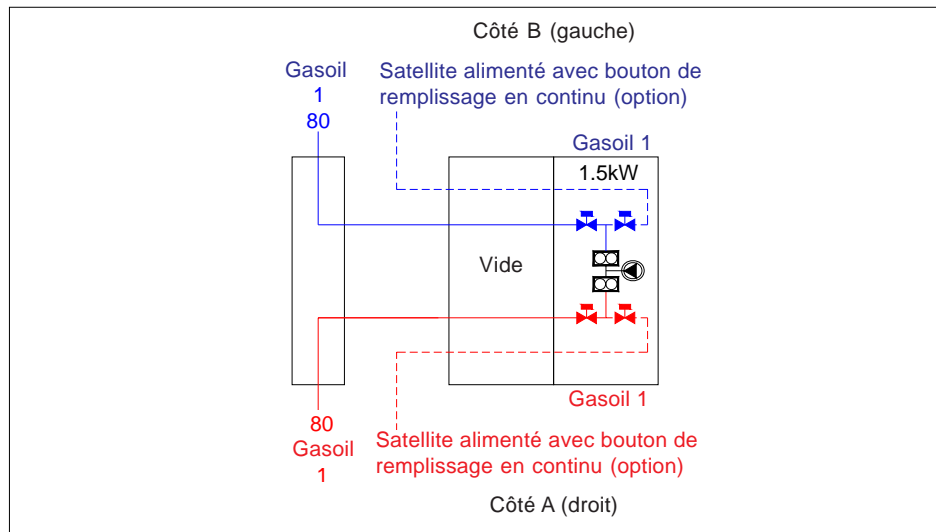 Côté B (gauche)
Gasoil
1
80
Satellite alimenté avec bouton de
remplissage en continu (option)
Gasoil 1
1.5kW
Vide
Gasoil 1
80
Gasoil
1
Satellite alimenté avec bouton de
remplissage en continu (option)
Côté A (droit)